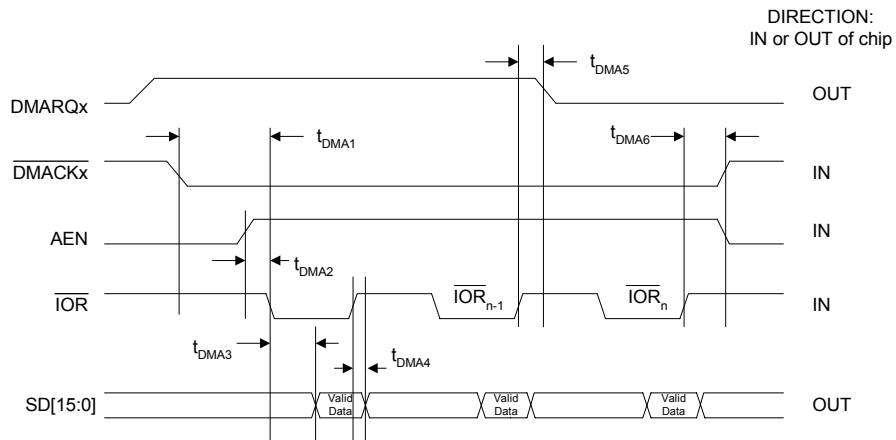 DIRECTION:
IN or OUT of chip
DMARQx
tDMA5
OUT
tDMA1
tDMA6
DMACKx
IN
AEN
IN
tDMA2
IOR
IORn-1
IORn
IN
tDMA3
tDMA4
SD[15:0]
Valid
Data
Valid
Data
Valid
Data
OUT